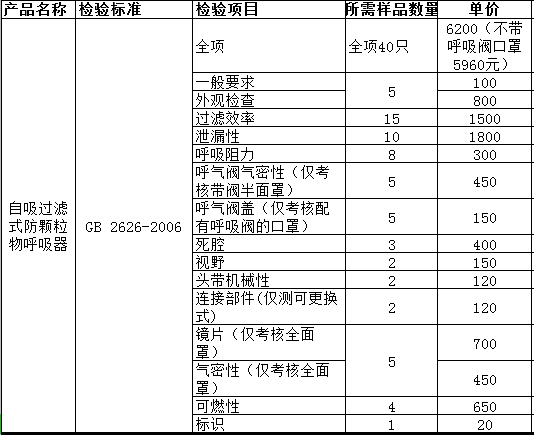 产品名称 检验标准 检验项目 所需样品数量 单价
自吸过滤
式防颗粒
物呼吸器
GB 2626-2006
全项 全项40只 6200（不带
呼吸阀口罩
5960元）
一般要求 5 100
外观检查 800
过滤效率 15 1500
泄漏性 10 1800
呼吸阻力 8 300
呼气阀气密性（仅考
核带阀半面罩） 5 450
呼气阀盖（仅考核配
有呼吸阀的口罩） 5 150
死腔 3 400
视野 2 150
头带机械性 2 120
连接部件(仅测可更换
式) 2 120
镜片（仅考核全面
罩） 5 700
气密性（仅考核全面
罩） 450
可燃性 4 650
标识 1 20